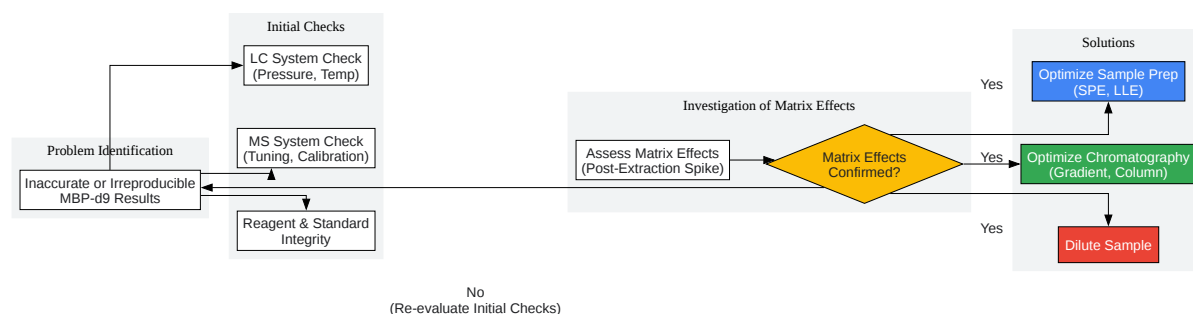 Problem Identification
Inaccurate or Irreproducible
MBP-d9 Results
Initial Checks
LC System Check
(Pressure, Temp)
MS System Check
(Tuning, Calibration)
Reagent & Standard
Integrity
Investigation of Matrix Effects
Assess Matrix Effects
(Post-Extraction Spike)
Matrix Effects
Confirmed?
Yes
Yes
Yes
Solutions
Optimize Sample Prep
(SPE, LLE)
Optimize Chromatography
(Gradient, Column)
Dilute Sample
No
(Re-evaluate Initial Checks)